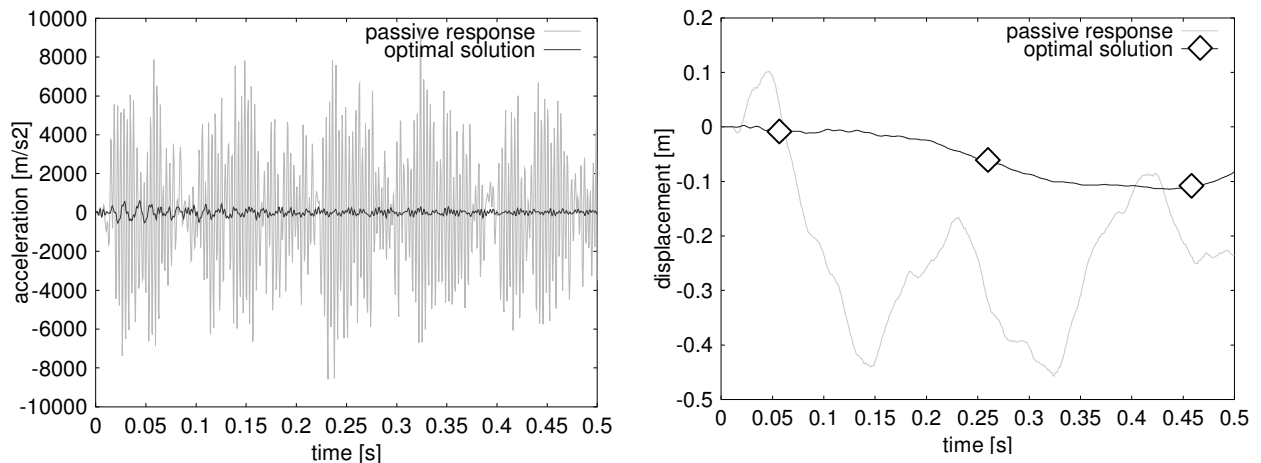 10000
8000
6000
4000
2000
0
-2000
-4000
-6000
-8000
-10000
acceleration [m/s2]
passive response
optimal solution
0 0.05 0.1 0.15 0.2 0.25 0.3 0.35 0.4 0.45 0.5
time [s]
0.2
0.1
0
-0.1
-0.2
-0.3
-0.4
-0.5
displacement [m]
passive response
optimal solution
0 0.05 0.1 0.15 0.2 0.25 0.3 0.35 0.4 0.45 0.5
time [s]